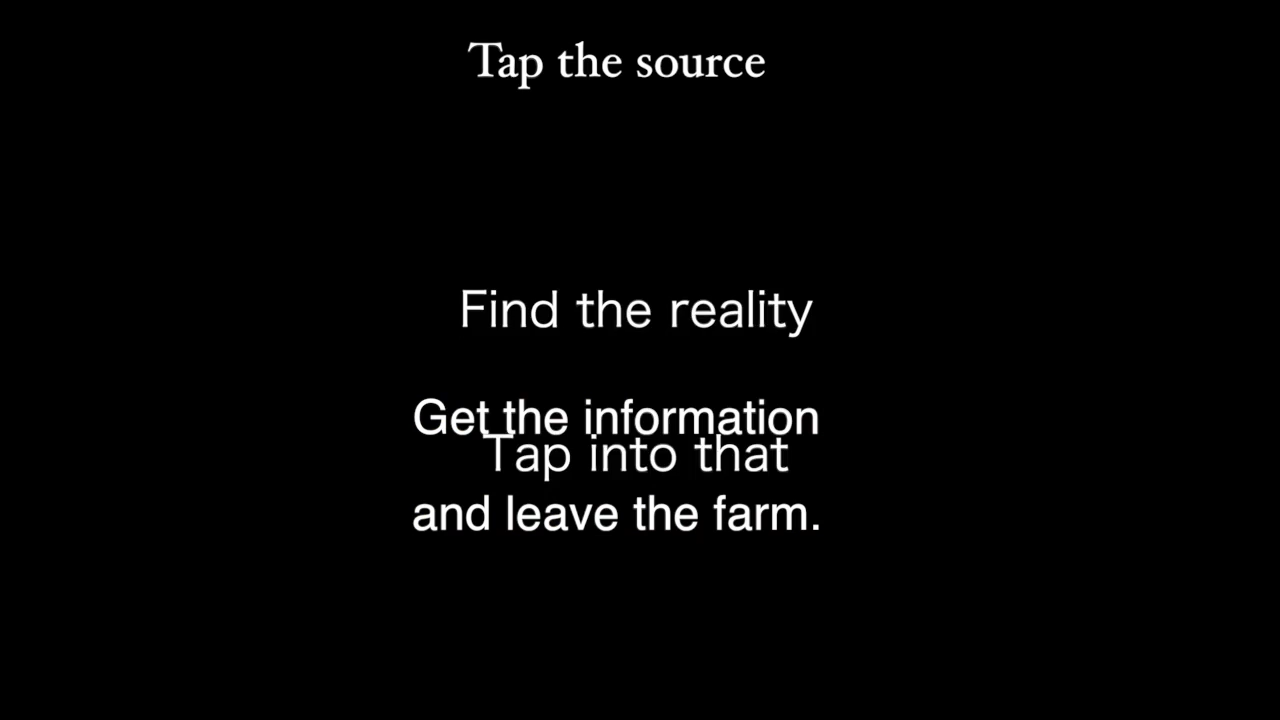 Tap the source
Find the reality
Get the information
Tap into that
and leave the farm.